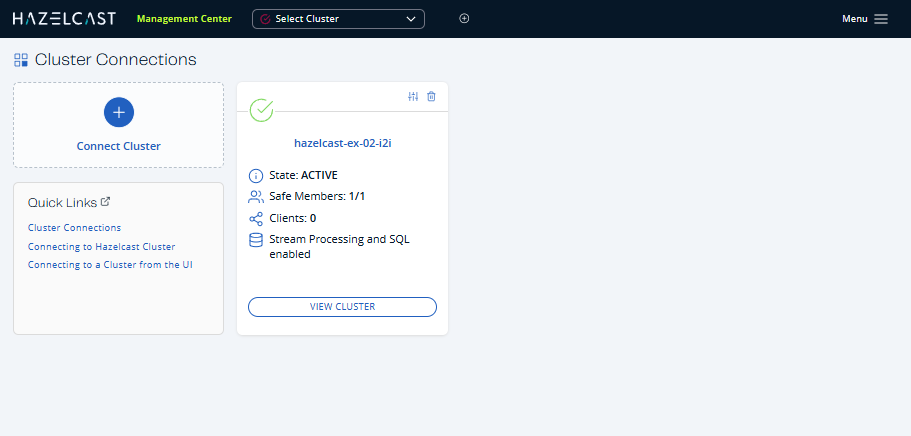 HAZELCAST Management Center Select Cluster Menu
Cluster Connections
Connect Cluster
Quick Links
Cluster Connections
Connecting to Hazelcast Cluster
Connecting to a Cluster from the UI
hazelcast-ex-02-i2i
State: ACTIVE
Safe Members: 1/1
Clients: 0
Stream Processing and SQL
enabled
VIEW CLUSTER